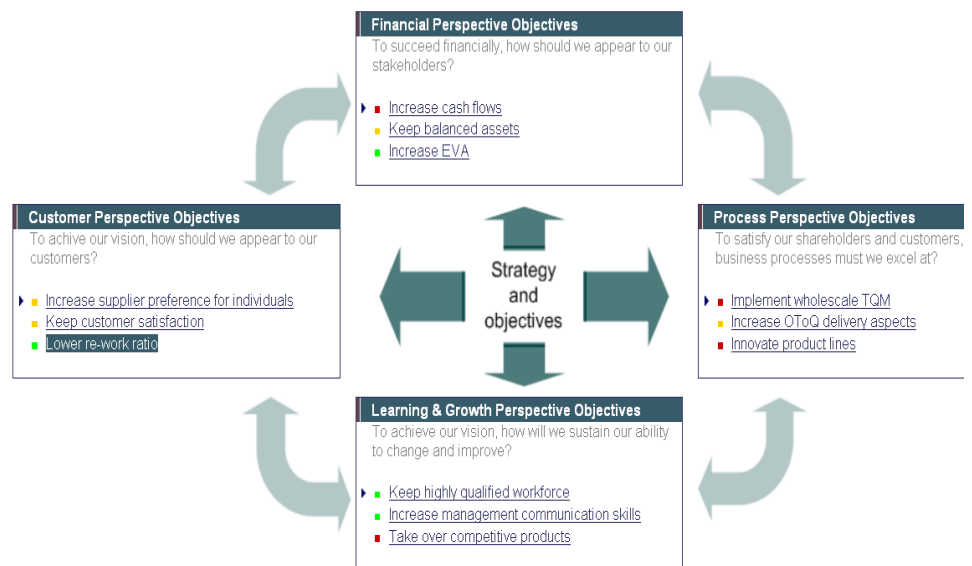 Financial Perspective Objectives
To succeed financially, how should we appear to our
stakeholders?
Increase cash flows
Keep balanced assets
Increase EVA
Customer Perspective Objectives
To achive our vision, how should we appear to our
customers?
Increase supplier preference for individuals
Keep customer satisfaction
Lower re-work ratio
Strategy
and
objectives
Process Perspective Objectives
To satisfy our shareholders and customers,
business processes must we excel at?
Implement wholescale TQM
Increase OToQ delivery aspects
Innovate product lines
Learning & Growth Perspective Objectives
To achieve our vision, how will we sustain our ability
to change and improve?
Keep highly qualified workforce
Increase management communication skills
Take over competitive products